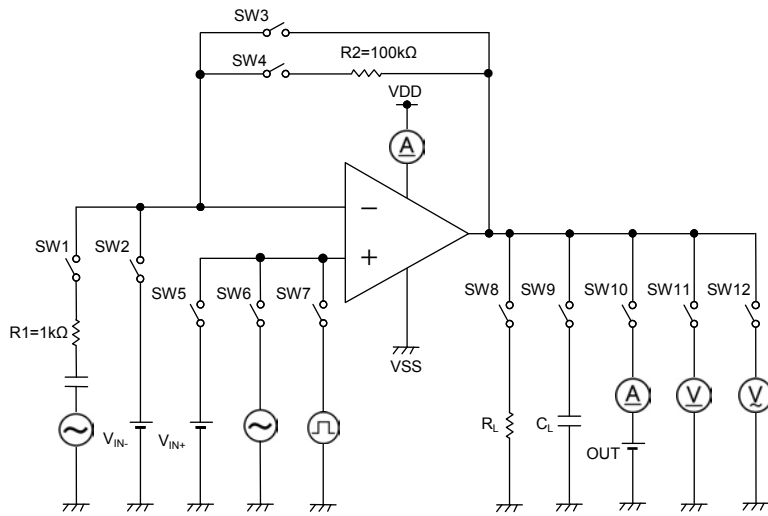 SW3
SW4
R2=100kΩ
VDD
A
SW1
SW2
−
+
SW5
SW6
SW7
SW8
SW9
SW10
SW11
SW12
R1=1kΩ
VSS
A
V
V
VIN-
VIN+
RL
CL
OUT